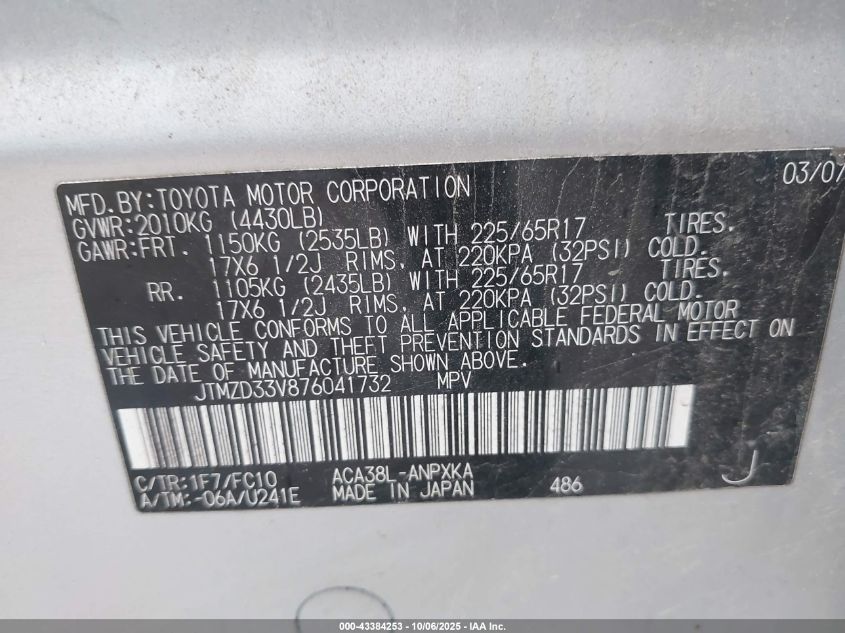 03/07
MFD.BY:TOYOTA MOTOR CORPORATION
GVWR:2010KG (4430LB)
GAWR:FRT. 1150KG (2535LB) WITH 225/65R17 TIRES.
17X6 1/2J RIMS, AT 220KPA (32PSI) COLD.
RR. 1105KG (2435LB) WITH 225/65R17 TIRES.
17X6 1/2J RIMS, AT 220KPA (32PSI) COLD.
THIS VEHICLE CONFORMS TO ALL APPLICABLE FEDERAL MOTOR
VEHICLE SAFETY AND THEFT PREVENTION STANDARDS IN EFFECT ON
THE DATE OF MANUFACTURE SHOWN ABOVE.
JTMZD33V876041732 MPV
C/TR:1F7/FC10 ACA38L-ANPXKA
A/TM:-06A/U241E MADE IN JAPAN 486 J
000-43384253 - 10/06/2025 - IAA Inc.